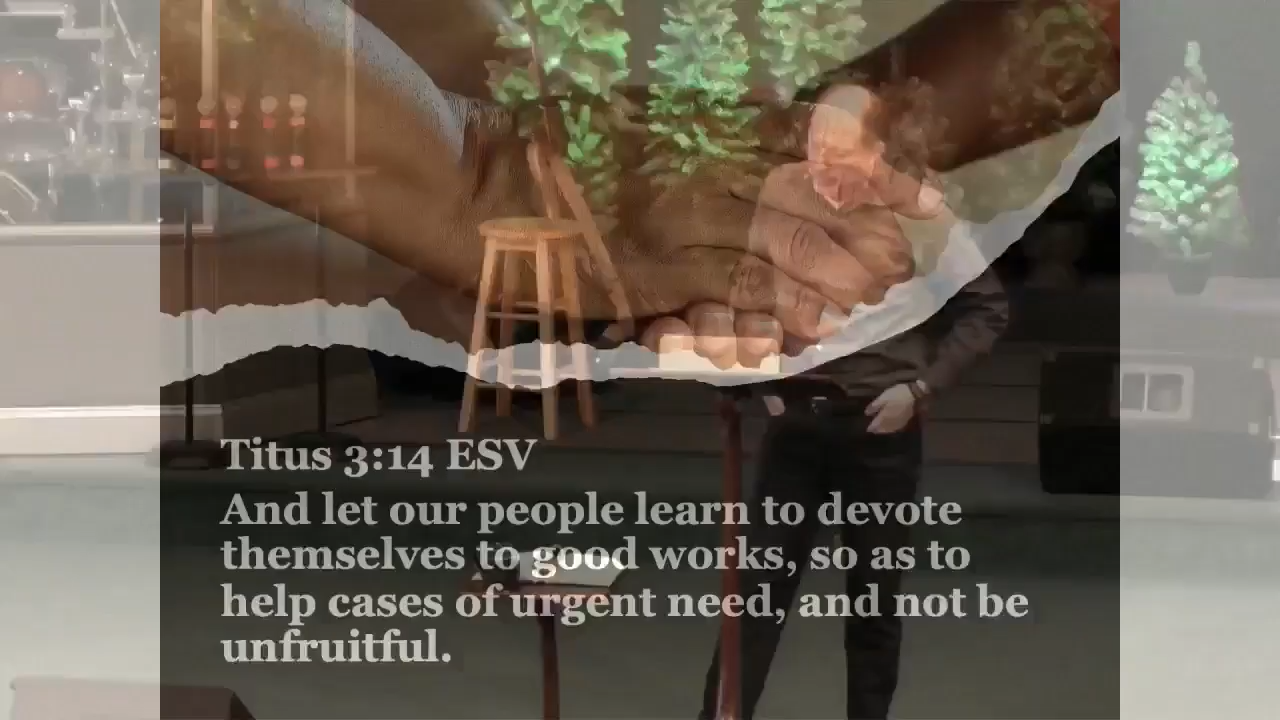 Titus 3:14 ESV
And let our people learn to devote
themselves to good works, so as to
help cases of urgent need, and not be
unfruitful.